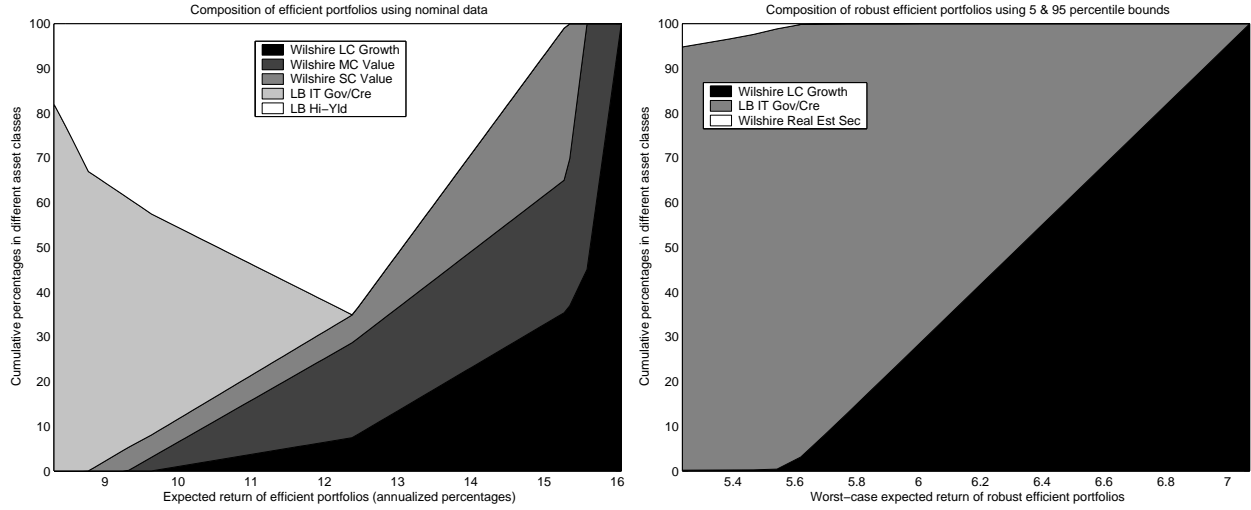 Composition of efficient portfolios using nominal data
100
90
80
70
60
50
40
30
20
10
0
Cumulative percentages in different asset classes
Wilshire LC Growth
Wilshire MC Value
Wilshire SC Value
LB IT Gov/Cre
LB Hi−Yld
9 10 11 12 13 14 15 16
Expected return of efficient portfolios (annualized percentages)
Composition of robust efficient portfolios using 5 & 95 percentile bounds
100
90
80
70
60
50
40
30
20
10
0
Cumulative percentages in different asset classes
Wilshire LC Growth
LB IT Gov/Cre
Wilshire Real Est Sec
5.4 5.6 5.8 6 6.2 6.4 6.6 6.8 7
Worst−case expected return of robust efficient portfolios